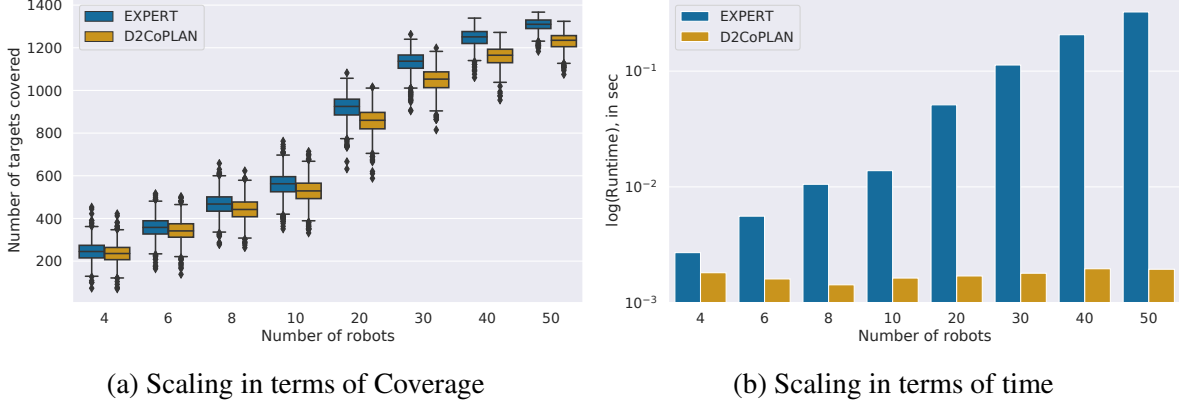 EXPERT
D2CoPLAN
Number of targets covered
1400
1200
1000
800
600
400
200
4 6 8 10 20 30 40 50
Number of robots
(a) Scaling in terms of Coverage
EXPERT
D2CoPLAN
log(Runtime), in sec
10⁻¹
10⁻²
10⁻³
4 6 8 10 20 30 40 50
Number of robots
(b) Scaling in terms of time